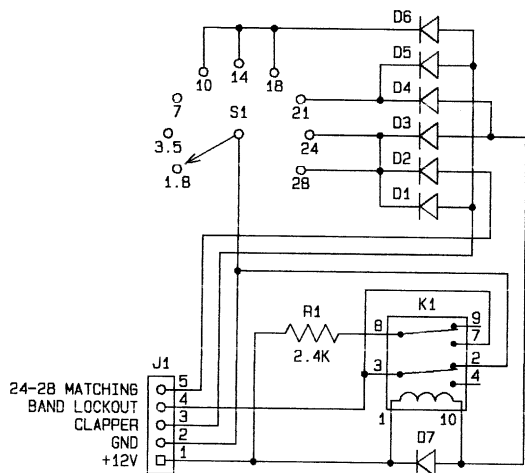 D6
D5
10
14
18
D4
7
S1
21
D3
3.5
24
D2
1.8
28
D1
R1
K1
8
9
7
2.4K
J1
3
2
4
24-28 MATCHING
5
BAND LOCKOUT
4
1
10
CLAPPER
3
D7
GND
2
+12V
1